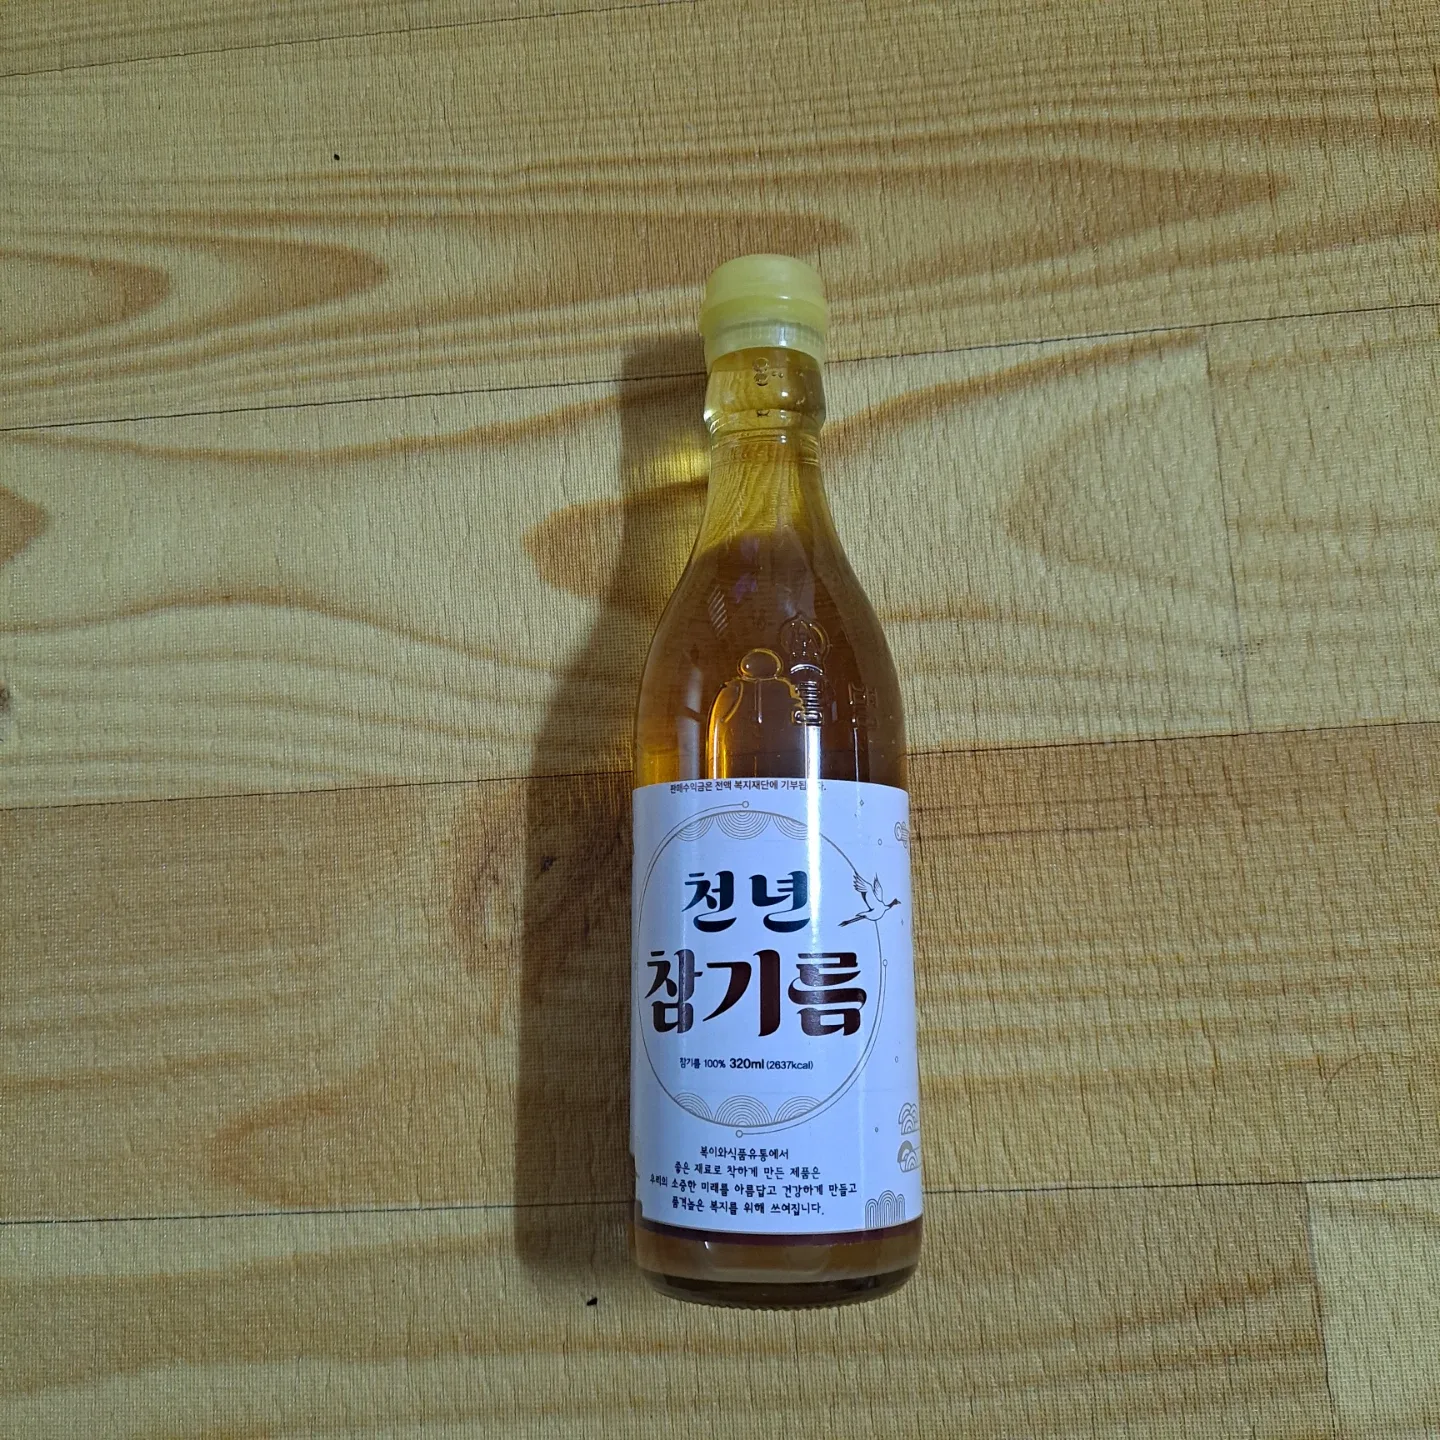 판매수익금은 전액 복지재단에 기부됩니다.
천년
참기름
참기름 100% 320ml (2637kcal)
복이와식품유통에서
좋은 재료로 착하게 만든 제품은
우리의 소중한 미래를 아름답고 건강하게 만들고
품격높은 복지를 위해 쓰여집니다.